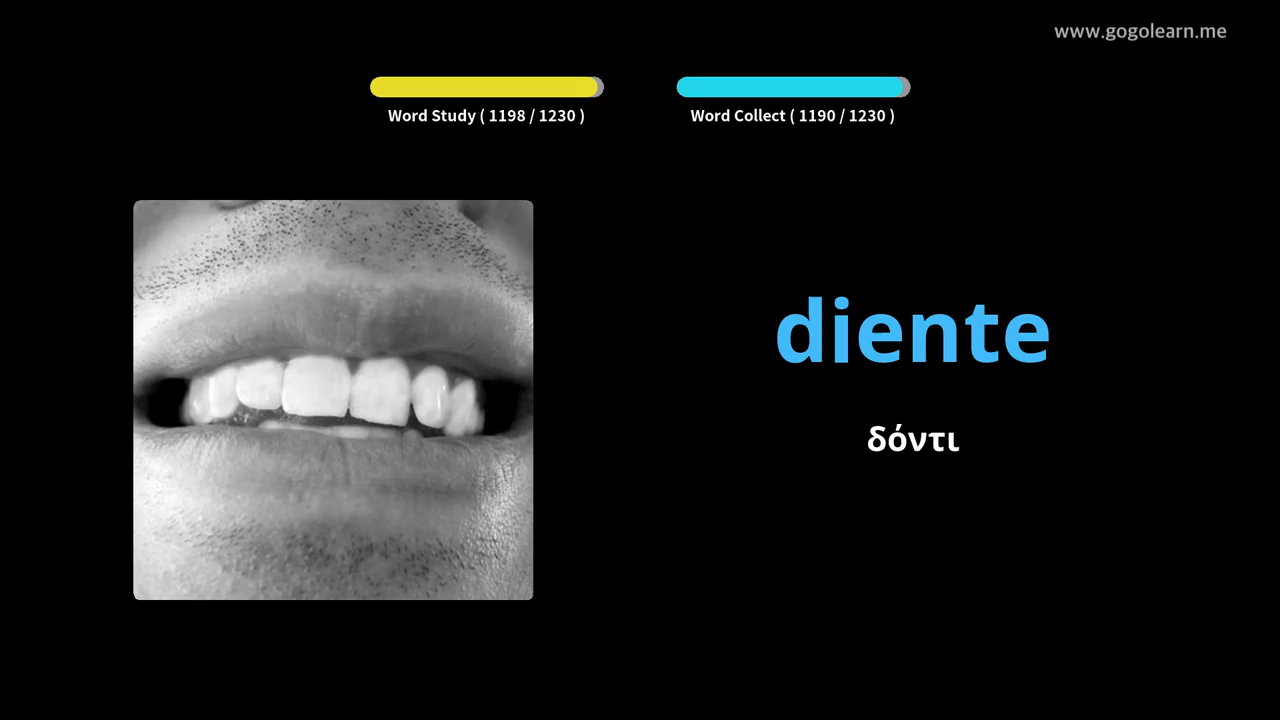 www.gogolearn.me
Word Study ( 1198 / 1230 )
Word Collect ( 1190 / 1230 )
diente
δόντι